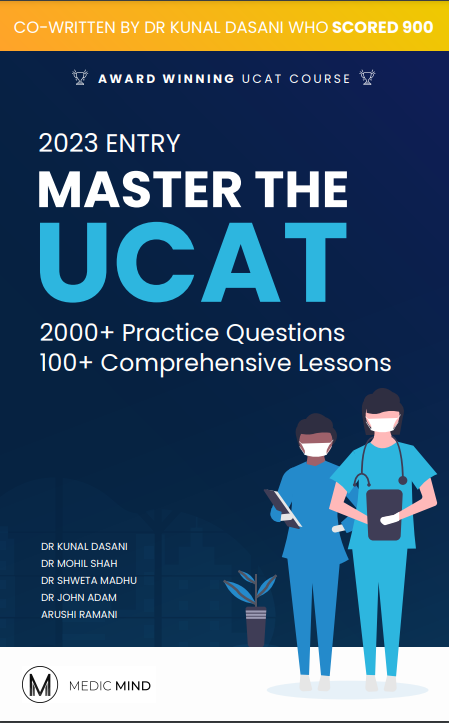 CO-WRITTEN BY DR KUNAL DASANI WHO SCORED 900
AWARD WINNING UCAT COURSE
2023 ENTRY
MASTER THE
UCAT
2000+ Practice Questions
100+ Comprehensive Lessons
DR KUNAL DASANI
DR MOHIL SHAH
DR SHWETA MADHU
DR JOHN ADAM
ARUSHI RAMANI
M MEDIC MIND